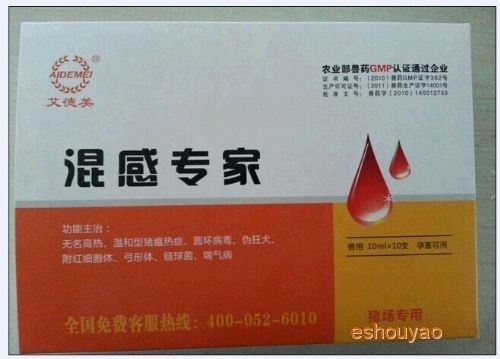 AIDEMEI
®
艾德美
农业部兽药GMP认证通过企业
证书编号：（2010）兽药GMP证字352号
生产许可证号：（2011）兽药生产证字14001号
批准文号：兽药字（2010）140012759
混感专家
功能主治：
无名高热、温和型猪瘟热症、圆环病毒、伪狂犬、
附红细胞体、弓形体、链球菌、喘气病
兽用 10ml×10支 孕畜可用
全国免费客服热线：400-052-6010
猪场专用
eshouyao